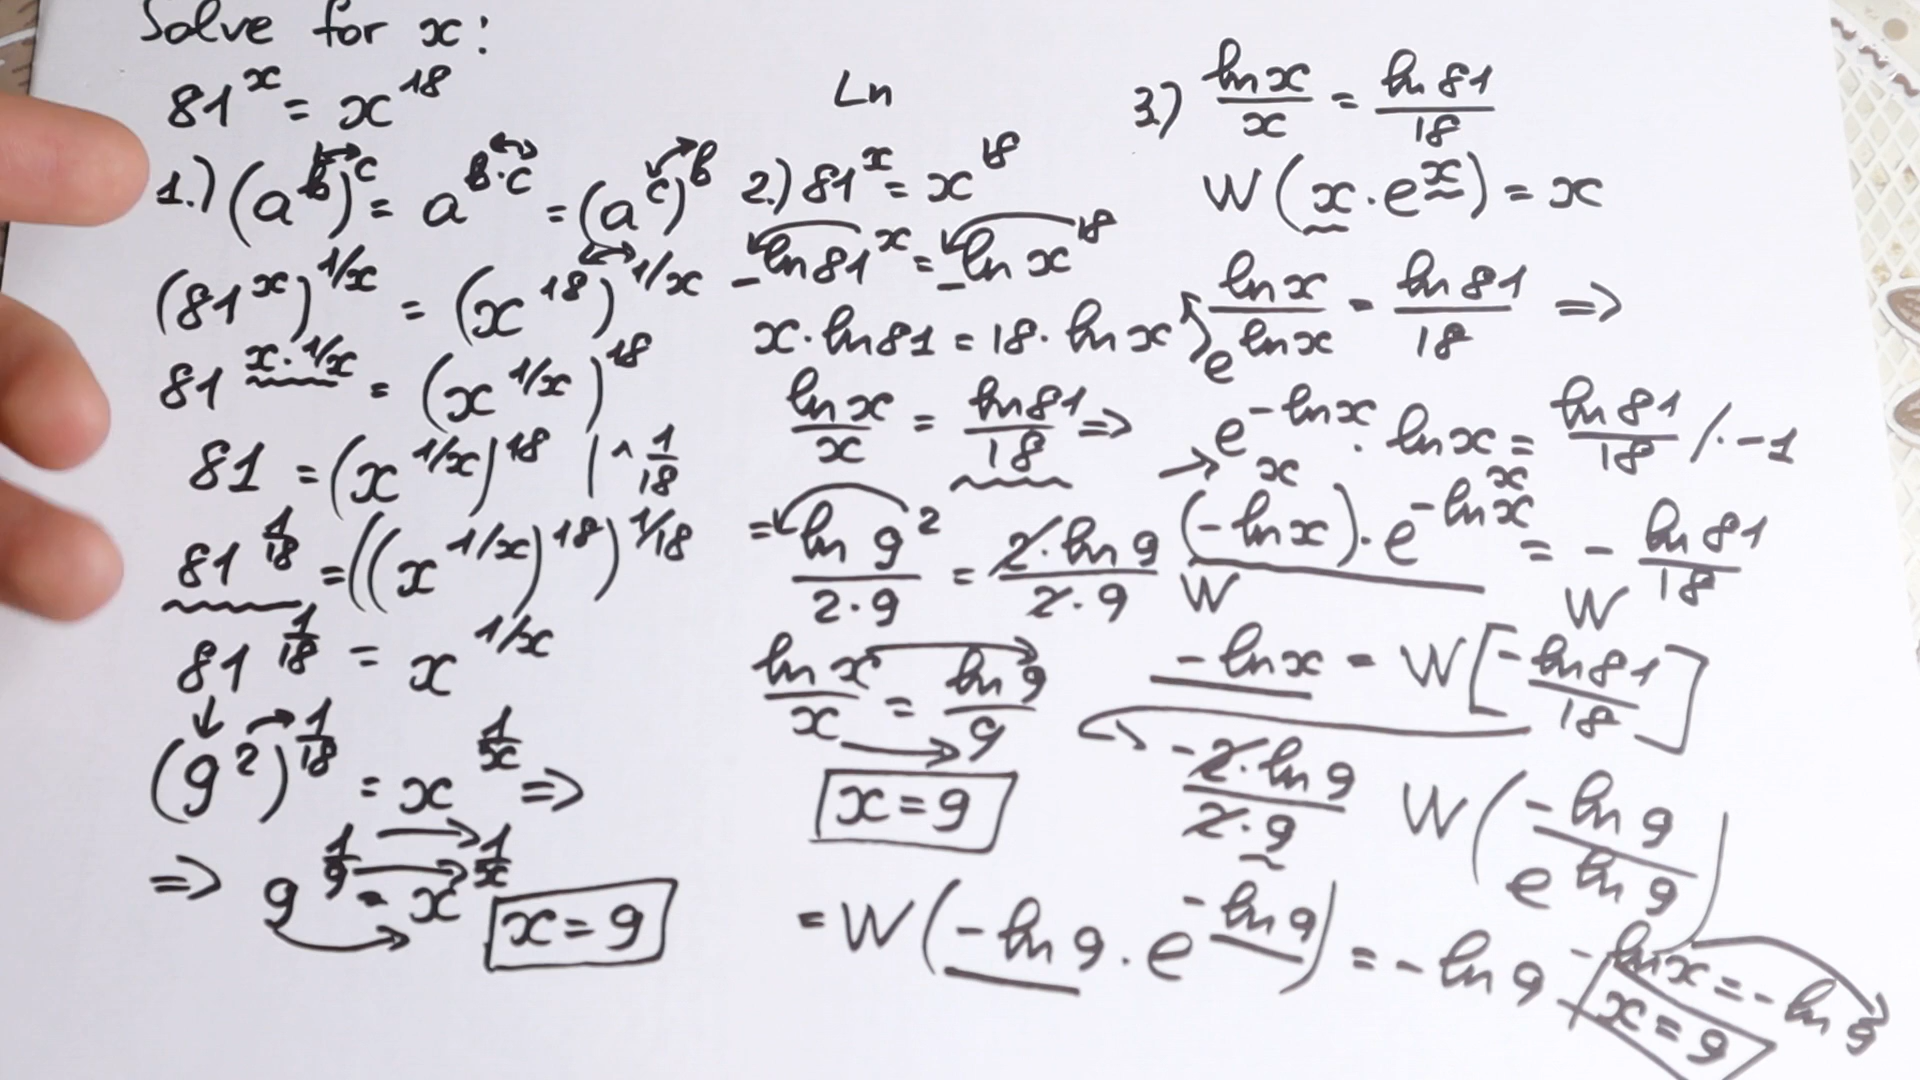 Solve for x:
81^x = x^18
1.) (a^b)^c = a^{b·c} = (a^c)^b
(81^x)^{1/x} = (x^18)^{1/x}
81^{x·1/x} = (x^{1/x})^18
81 = (x^{1/x})^18 | ^ 1/18
81^{1/18} = ((x^{1/x})^18)^{1/18}
81^{1/18} = x^{1/x}
↓
(9^2)^{1/18} = x^{1/x} =>
=> 9^{1/9} = x^{1/x}
x = 9
Ln
2.) 81^x = x^18
ln 81^x = ln x^18
x · ln 81 = 18 · ln x
ln x / x = ln 81 / 18 =>
= ln 9^2 / 2·9 = 2·ln 9 / 2·9
ln x / x = ln 9 / 9
x = 9
3.) ln x / x = ln 81 / 18
W(x · e^x) = x
ln x / e^{ln x} = ln 81 / 18 =>
→ e^{-ln x} · ln x = ln 81 / 18 / · -1
x x
(-ln x) · e^{-ln x} = - ln 81 / 18
W W
-ln x = W[-ln 81 / 18]
-2·ln 9 / 2·9 W(-ln 9 / e^{ln 9})
= W(-ln 9 · e^{-ln 9}) = -ln 9
-ln x = -ln 9
x = 9